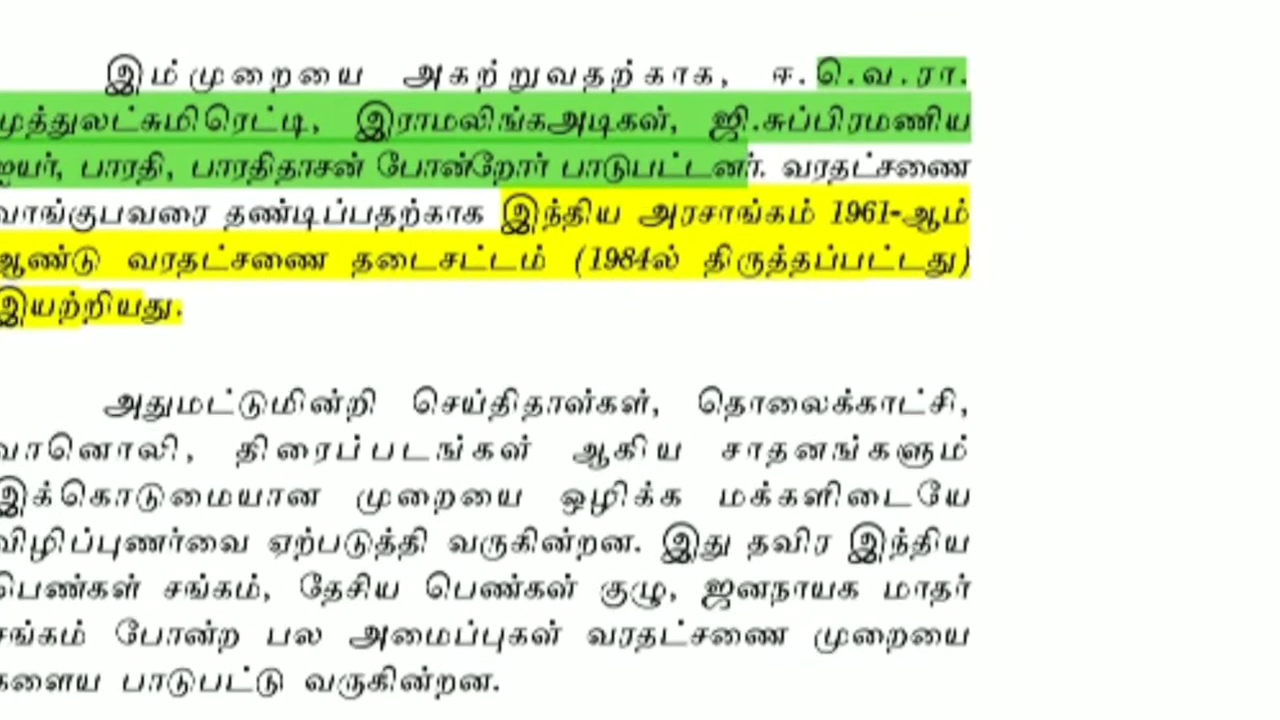 இம்முறையை அகற்றுவதற்காக, ஈ.வெ.ரா.
முத்துலட்சுமிரெட்டி, இராமலிங்கஅடிகள், ஜி.சுப்பிரமணிய
ஐயர், பாரதி, பாரதிதாசன் போன்றோர் பாடுபட்டனர். வரதட்சணை
வாங்குபவரை தண்டிப்பதற்காக இந்திய அரசாங்கம் 1961-ஆம்
ஆண்டு வரதட்சணை தடைசட்டம் (1984ல் திருத்தப்பட்டது)
இயற்றியது.
அதுமட்டுமின்றி செய்திதாள்கள், தொலைக்காட்சி,
வானொலி, திரைப்படங்கள் ஆகிய சாதனங்களும்
இக்கொடுமையான முறையை ஒழிக்க மக்களிடையே
விழிப்புணர்வை ஏற்படுத்தி வருகின்றன. இது தவிர இந்திய
பெண்கள் சங்கம், தேசிய பெண்கள் குழு, ஜனநாயக மாதர்
சங்கம் போன்ற பல அமைப்புகள் வரதட்சணை முறையை
களைய பாடுபட்டு வருகின்றன.